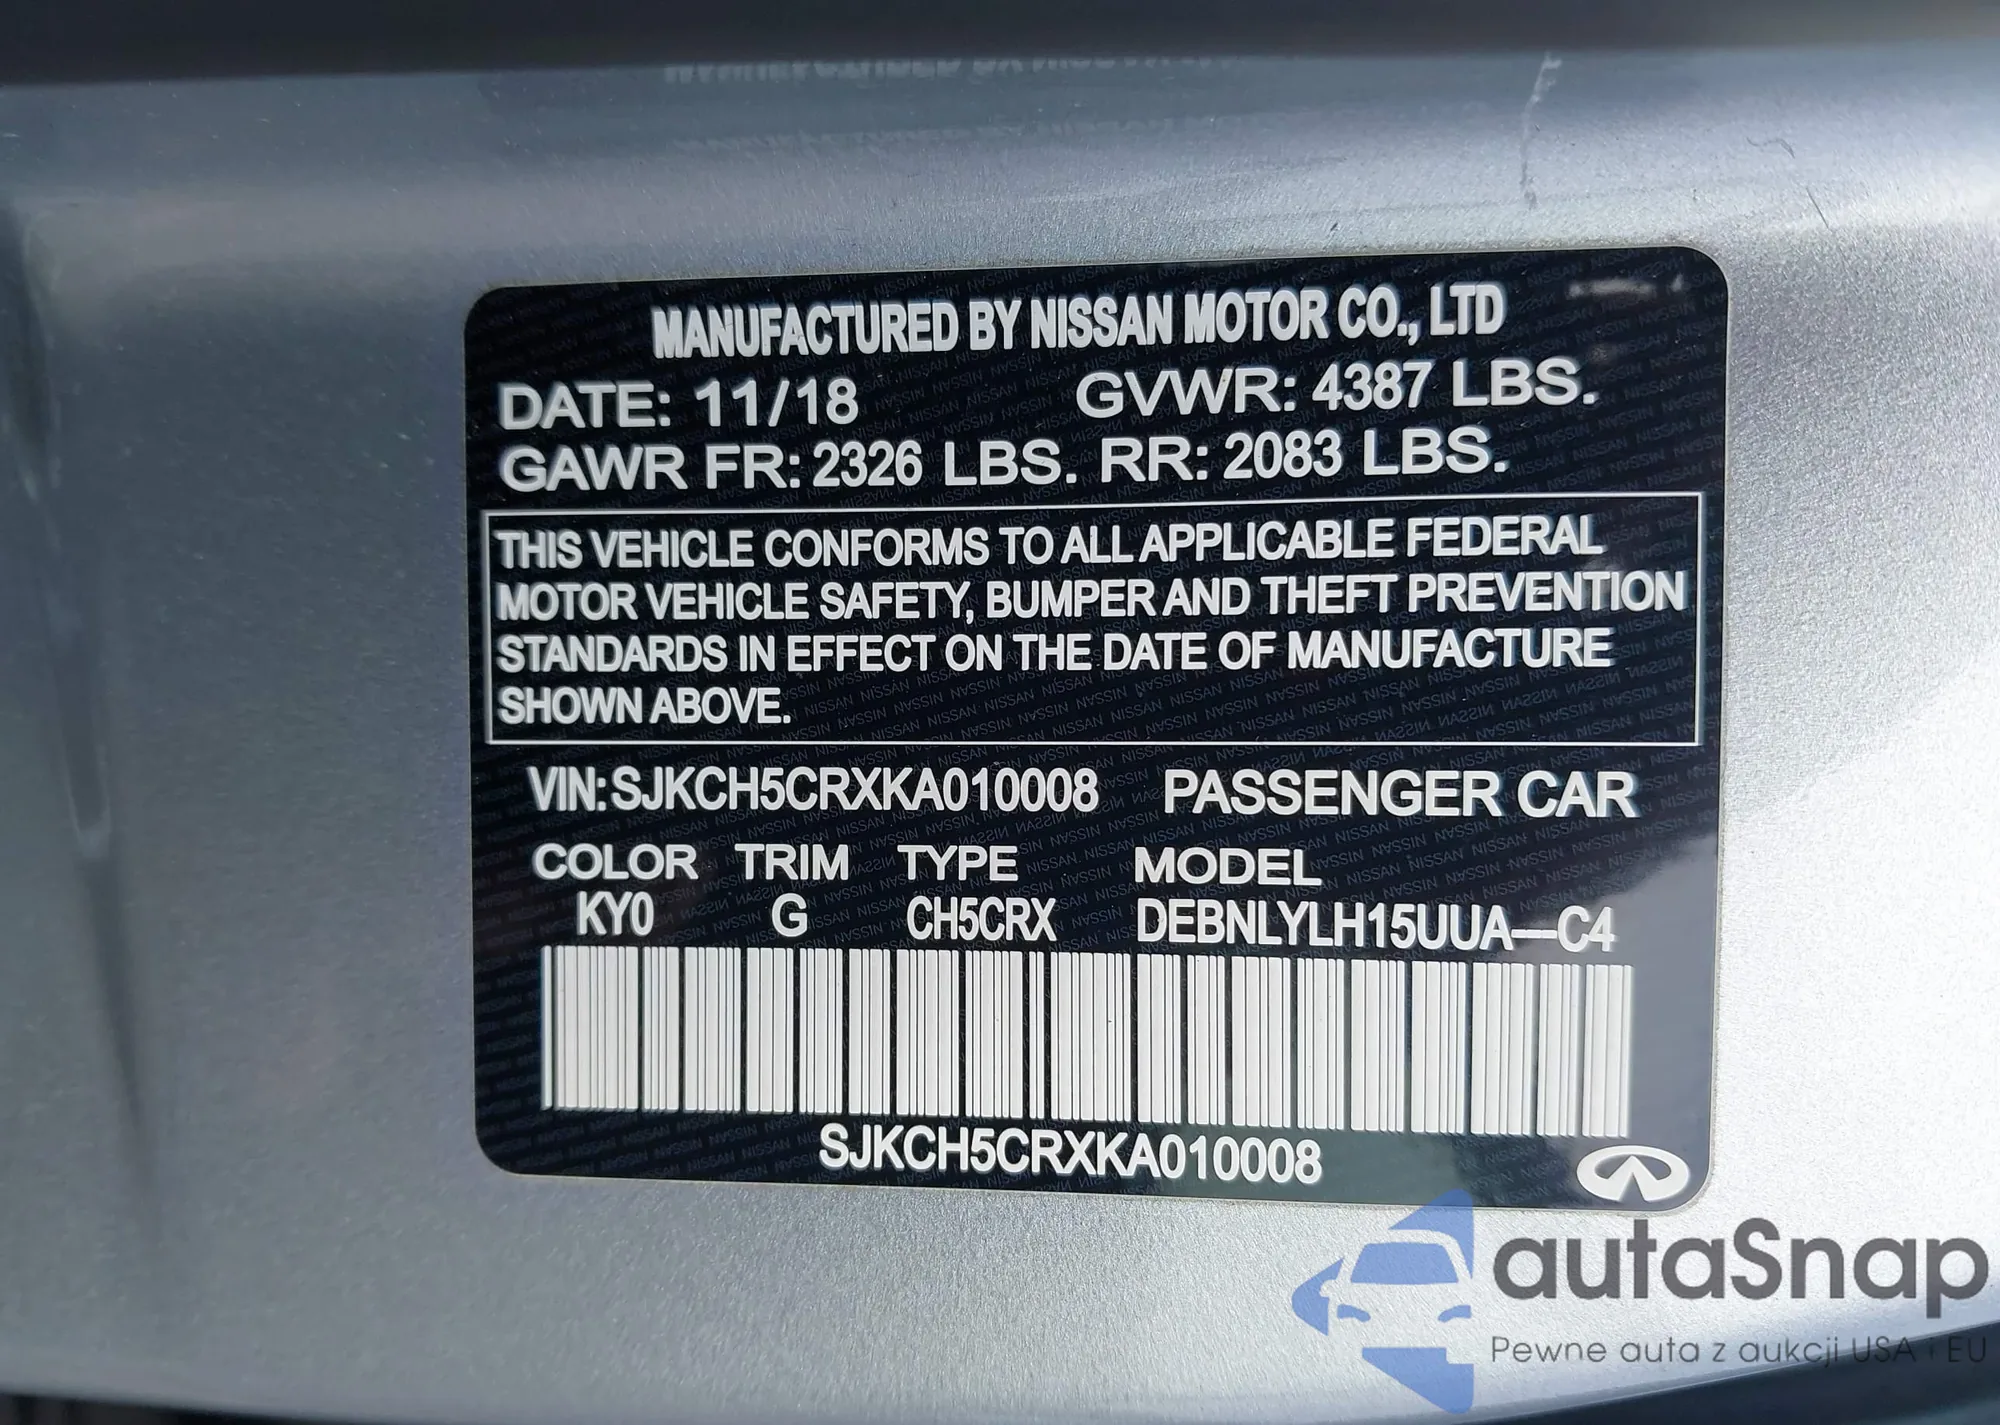 MANUFACTURED BY NISSAN MOTOR CO., LTD
DATE: 11/18 GVWR: 4387 LBS.
GAWR FR: 2326 LBS. RR: 2083 LBS.
THIS VEHICLE CONFORMS TO ALL APPLICABLE FEDERAL
MOTOR VEHICLE SAFETY, BUMPER AND THEFT PREVENTION
STANDARDS IN EFFECT ON THE DATE OF MANUFACTURE
SHOWN ABOVE.
VIN: SJKCH5CRXKA010008 PASSENGER CAR
COLOR TRIM TYPE MODEL
KY0 G CH5CRX DEBNLYLH15UUA—C4
SJKCH5CRXKA010008
autaSnap
Pewne auta z aukcji USA i EU